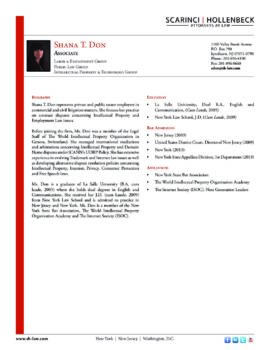 SCARINCI | HOLLENBECK
ATTORNEYS AT LAW
SHANA T. DON
ASSOCIATE
LABOR & EMPLOYMENT GROUP
PUBLIC LAW GROUP
INTELLECTUAL PROPERTY & TECHNOLOGY GROUP
1100 Valley Brook Avenue
P.O. Box 790
Lyndhurst, NJ 07071-0790
Phone: 201-896-4100
BIOGRAPHY
Shana T. Don represents private and public sector employers in
commercial and civil litigation matters. She focuses her practice
on contract disputes concerning Intellectual Property and
Employment Law issues.
Before joining the firm, Ms. Don was a member of the Legal
Staff of The World Intellectual Property Organization in
Geneva, Switzerland. She managed international mediations
and arbitrations concerning Intellectual Property and Domain
Name disputes under ICANN's UDRP Policy. She has extensive
experience in evolving Trademark and Internet law issues as well
as developing alternative dispute resolution policies concerning
Intellectual Property, Internet, Privacy, Consumer Protection
and Free Speech laws.
Ms. Don is a graduate of La Salle University (B.A. cum
laude, 2005) where she holds dual degrees in English and
Communications. She received her J.D. (cum laude, 2009)
from New York Law School and is admitted to practice in
New Jersey and New York. Ms. Don is a member of the New
York State Bar Association, The World Intellectual Property
Organization Academy and The Internet Society (ISOC).
EDUCATION
• La Salle University, Dual B.A., English and
Communication, (Cum Laude, 2005)
• New York Law School, J.D. (Cum Laude, 2009)
BAR ADMISSION
• New Jersey (2009)
• United States District Court, District of New Jersey (2009)
• New York (2010)
• New York State Appellate Division, 1st Department (2010)
AFFILIATIONS
• New York State Bar Association
• The World Intellectual Property Organization Academy
• The Internet Society (ISOC), Next Generation Leader
www.sh-law.com
New York | New Jersey | Washington, D.C.